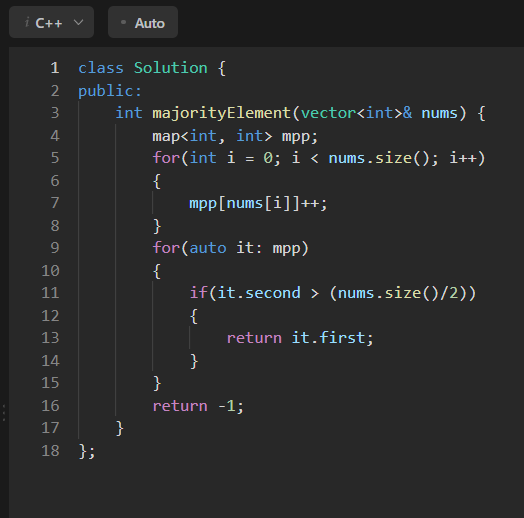 i C++ Auto
1 class Solution {
2 public:
3     int majorityElement(vector<int>& nums) {
4         map<int, int> mpp;
5         for(int i = 0; i < nums.size(); i++)
6         {
7             mpp[nums[i]]++;
8         }
9         for(auto it: mpp)
10         {
11             if(it.second > (nums.size()/2))
12             {
13                 return it.first;
14             }
15         }
16         return -1;
17     }
18 };